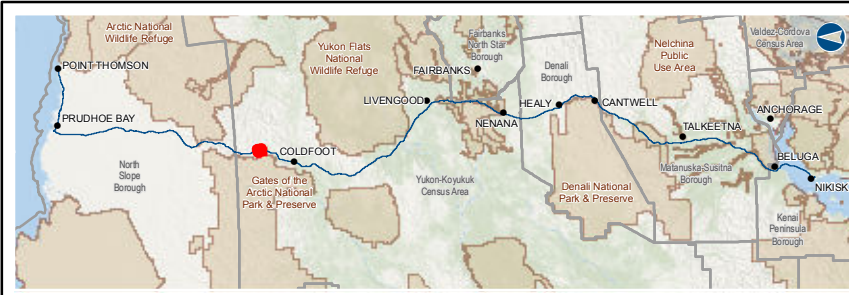 Arctic National
Wildlife Refuge
Yukon Flats
National
Wildlife Refuge
Fairbanks
North Star
Borough
Nelchina
Public
Use Area
Valdez-Cordova
Census Area
POINT THOMSON
FAIRBANKS
Denali
Borough
LIVENGOOD
HEALY
CANTWELL
ANCHORAGE
PRUDHOE BAY
NENANA
TALKEETNA
COLDFOOT
BELUGA
North
Slope
Borough
Gates of the
Arctic National
Park & Preserve
Yukon-Koyukuk
Census Area
Denali National
Park & Preserve
Matanuska-Susitna
Borough
NIKISK
Kenai
Peninsula
Borough